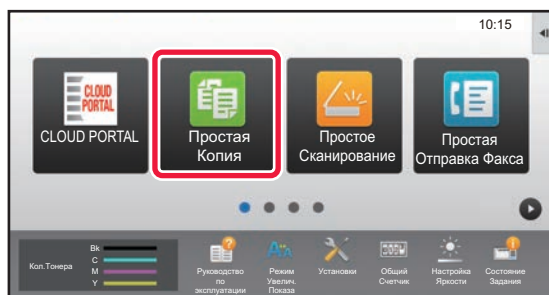 10:15
CLOUD
PORTAL
CLOUD PORTAL
Простая
Копия
Простое
Сканирование
Простая
Отправка Факса
Кол.Тонера
Bk
C
M
Y
Руководство
по
эксплуатации
Режим
Увелич.
Показа
Установки
Общий
Счетчик
Настройка
Яркости
Состояние
Задания